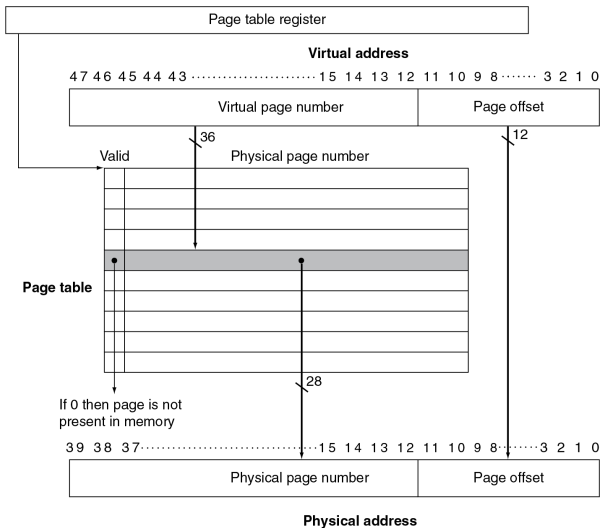 Page table register
Virtual address
47 46 45 44 43 ···················· 15 14 13 12 11 10 9 8 ······· 3 2 1 0
Virtual page number Page offset
36 12
Valid Physical page number
Page table
28
If 0 then page is not
present in memory
39 38 37 ····························· 15 14 13 12 11 10 9 8 ········ 3 2 1 0
Physical page number Page offset
Physical address